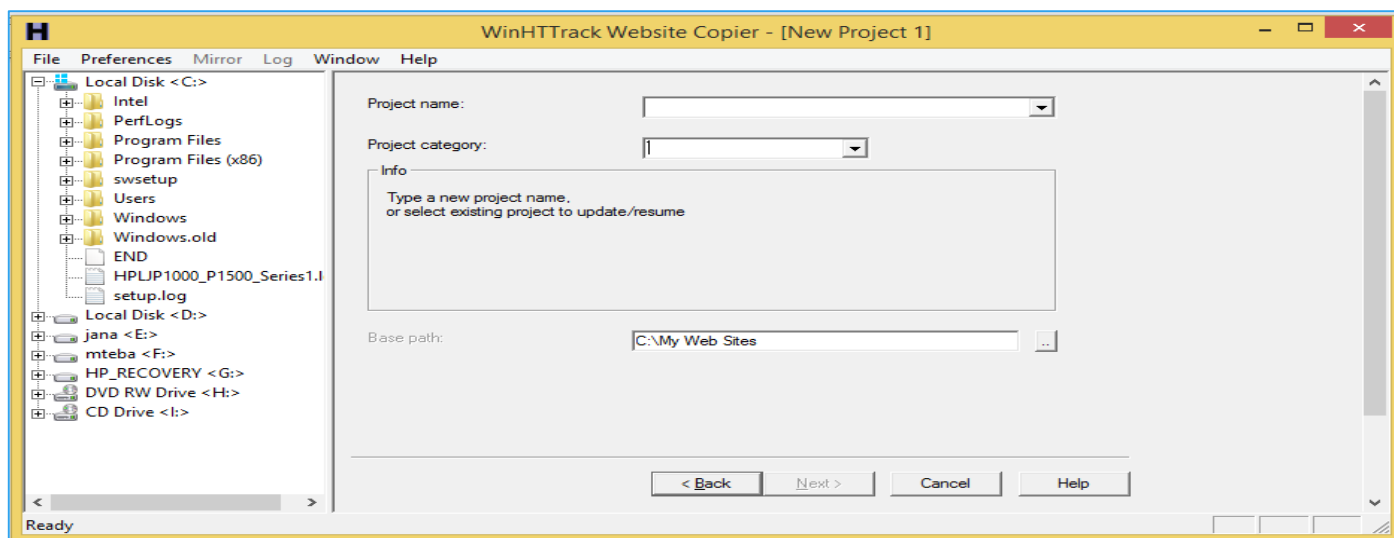 H
WinHTTrack Website Copier - [New Project 1]
File Preferences Mirror Log Window Help
Local Disk <C:>
Intel
PerfLogs
Program Files
Program Files (x86)
swsetup
Users
Windows
Windows.old
END
HPLJP1000_P1500_Series1.l
setup.log
Local Disk <D:>
jana <E:>
mteba <F:>
HP_RECOVERY <G:>
DVD RW Drive <H:>
CD Drive <I:>
Project name:
Project category:
1
Info
Type a new project name,
or select existing project to update/resume
Base path:
C:\My Web Sites
..
< Back
Next >
Cancel
Help
Ready